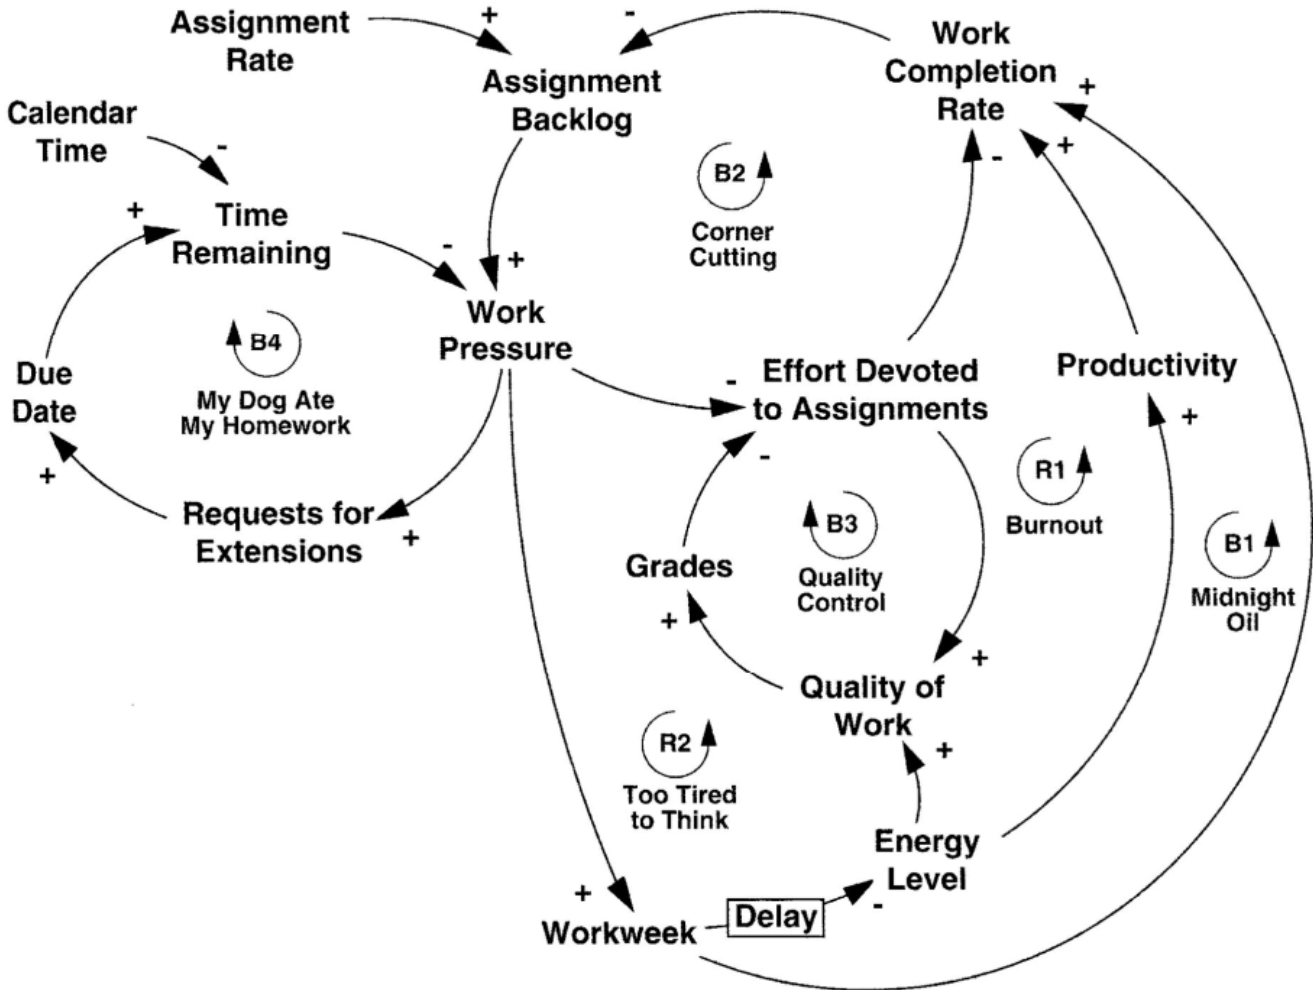 Assignment
Rate
+
-
Work
Completion
Rate
+
Assignment
Backlog
Calendar
Time
-
-
+
B2
Corner
Cutting
+
Time
Remaining
-
+
Work
Pressure
B4
My Dog Ate
My Homework
Due
Date
+
Requests for
Extensions
+
-
Effort Devoted
to Assignments
-
Productivity
+
R1
Burnout
B3
Quality
Control
Grades
+
B1
Midnight
Oil
+
Quality of
Work
+
R2
Too Tired
to Think
Energy
Level
-
+
Workweek
Delay